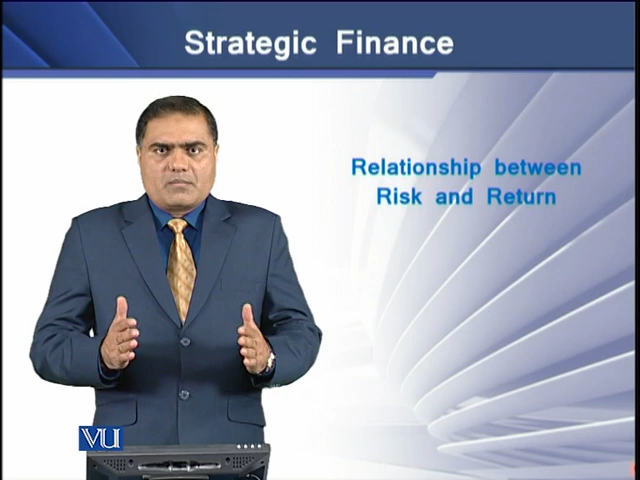 Strategic Finance
Relationship between
Risk and Return
VU